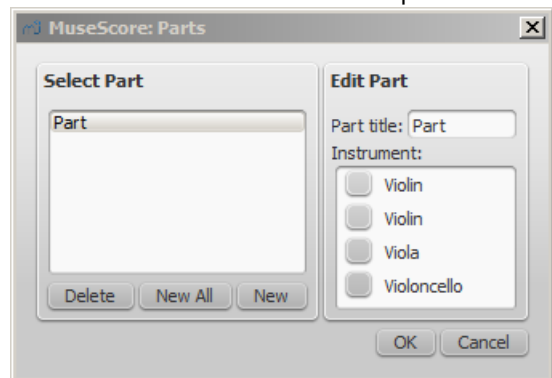 MuseScore: Parts
Select Part
Part
Delete New All New
Edit Part
Part title: Part
Instrument:
Violin
Violin
Viola
Violoncello
OK Cancel